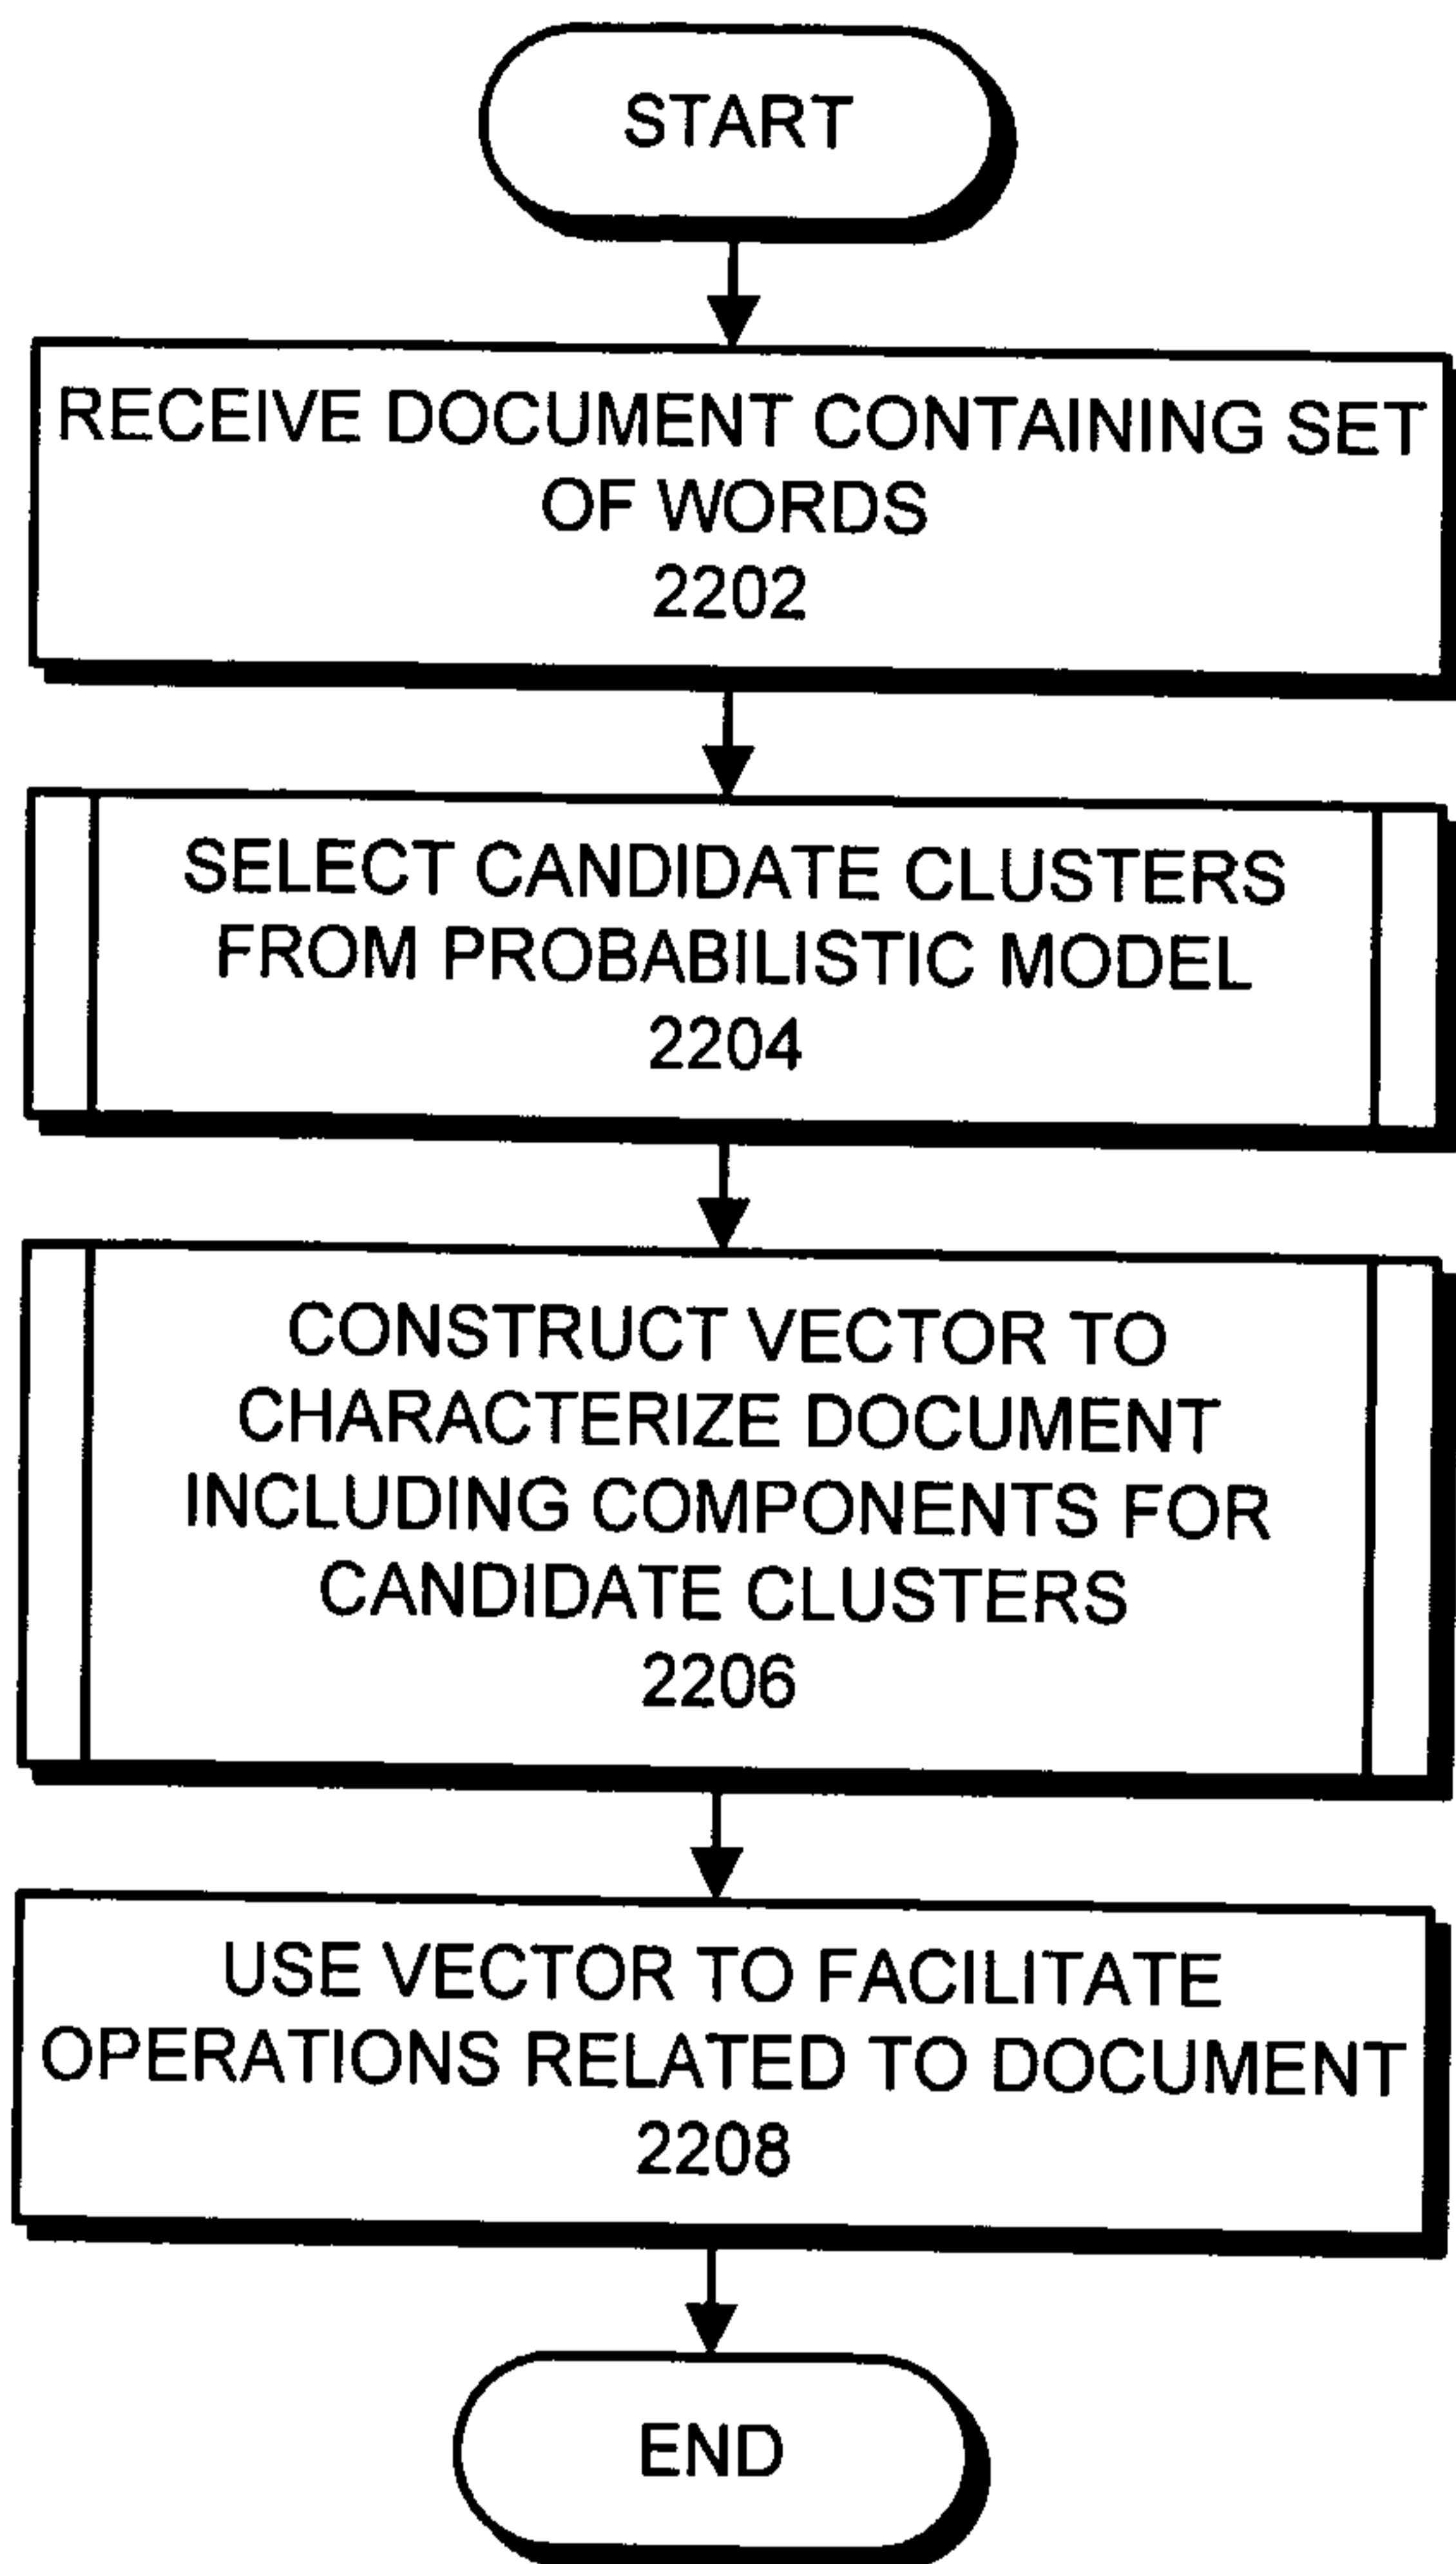 START
RECEIVE DOCUMENT CONTAINING SET
OF WORDS
2202
SELECT CANDIDATE CLUSTERS
FROM PROBABILISTIC MODEL
2204
CONSTRUCT VECTOR TO
CHARACTERIZE DOCUMENT
INCLUDING COMPONENTS FOR
CANDIDATE CLUSTERS
2206
USE VECTOR TO FACILITATE
OPERATIONS RELATED TO DOCUMENT
2208
END